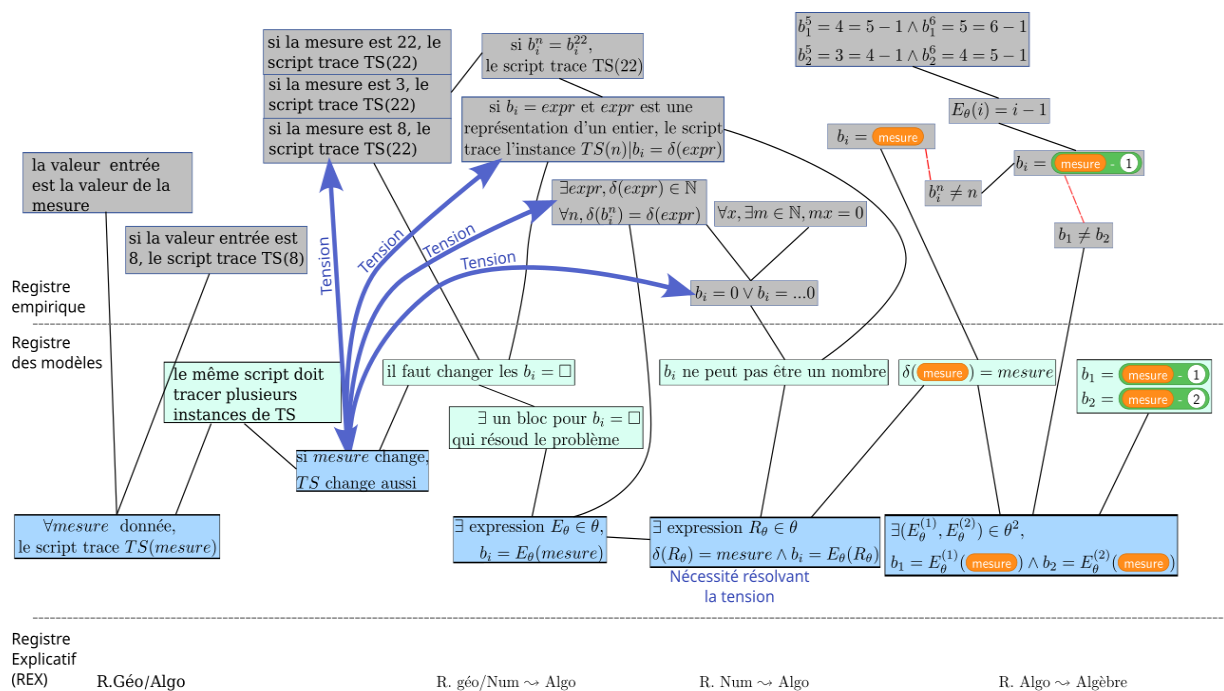 si la mesure est 22, le
script trace TS(22)
si la mesure est 3, le
script trace TS(22)
si la mesure est 8, le
script trace TS(22)
si $b_i^n = b_i^{22}$,
le script trace TS(22)
$b_1^5 = 4 = 5 - 1 \wedge b_1^6 = 5 = 6 - 1$
$b_2^5 = 3 = 4 - 1 \wedge b_2^6 = 4 = 5 - 1$
si $b_i = expr$ et $expr$ est une
représentation d'un entier, le script
trace l'instance $TS(n)|b_i = \delta(expr)$
$E_\theta(i) = i - 1$
$b_i =$ mesure
$b_i =$ mesure - 1
$b_i^n \neq n$
la valeur entrée
est la valeur de la
mesure
$\exists expr, \delta(expr) \in \mathbb{N}$
$\forall n, \delta(b_i^n) = \delta(expr)$
$\forall x, \exists m \in \mathbb{N}, mx = 0$
$b_1 \neq b_2$
si la valeur entrée est
8, le script trace TS(8)
Tension
Tension
Tension
Tension
$b_i = 0 \vee b_i = ...0$
Registre
empirique
Registre
des modèles
le même script doit
tracer plusieurs
instances de TS
il faut changer les $b_i = \square$
$b_i$ ne peut pas être un nombre
$\delta($mesure$) = mesure$
$b_1 =$ mesure - 1
$b_2 =$ mesure - 2
$\exists$ un bloc pour $b_i = \square$
qui résoud le problème
si $mesure$ change,
$TS$ change aussi
$\forall mesure$ donnée,
le script trace $TS(mesure)$
$\exists$ expression $E_\theta \in \theta$,
$b_i = E_\theta(mesure)$
$\exists$ expression $R_\theta \in \theta$
$\delta(R_\theta) = mesure \wedge b_i = E_\theta(R_\theta)$
Nécessité résolvant
la tension
$\exists(E_\theta^{(1)}, E_\theta^{(2)}) \in \theta^2$,
$b_1 = E_\theta^{(1)}($mesure$) \wedge b_2 = E_\theta^{(2)}($mesure$)$
Registre
Explicatif
(REX)
R.Géo/Algo
R. géo/Num ⤳ Algo
R. Num ⤳ Algo
R. Algo ⤳ Algèbre